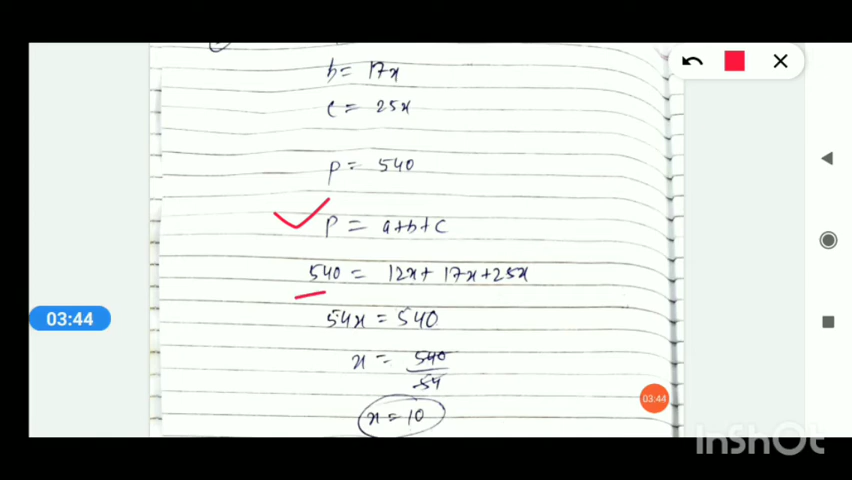 b = 17x
c = 25x
p = 540
p = a+b+c
540 = 12x + 17x + 25x
54x = 540
x = 540/54
x = 10
03:44
03:44
InShOt